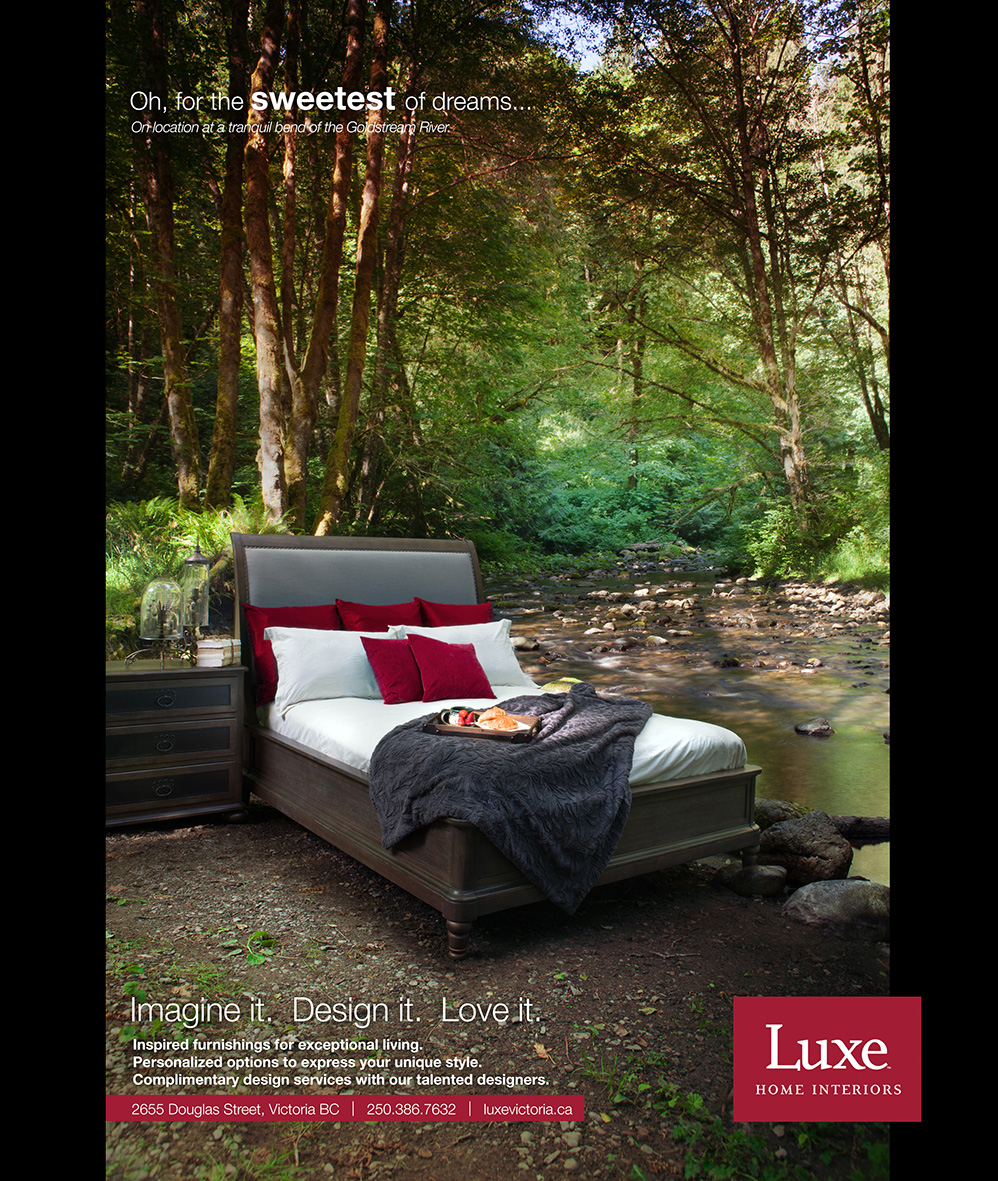 Oh, for the sweetest of dreams...
On location at a tranquil bend of the Goldstream River.
Imagine it. Design it. Love it.
Inspired furnishings for exceptional living.
Personalized options to express your unique style.
Complimentary design services with our talented designers.
2655 Douglas Street, Victoria BC | 250.386.7632 | luxevictoria.ca
Luxe™
HOME INTERIORS